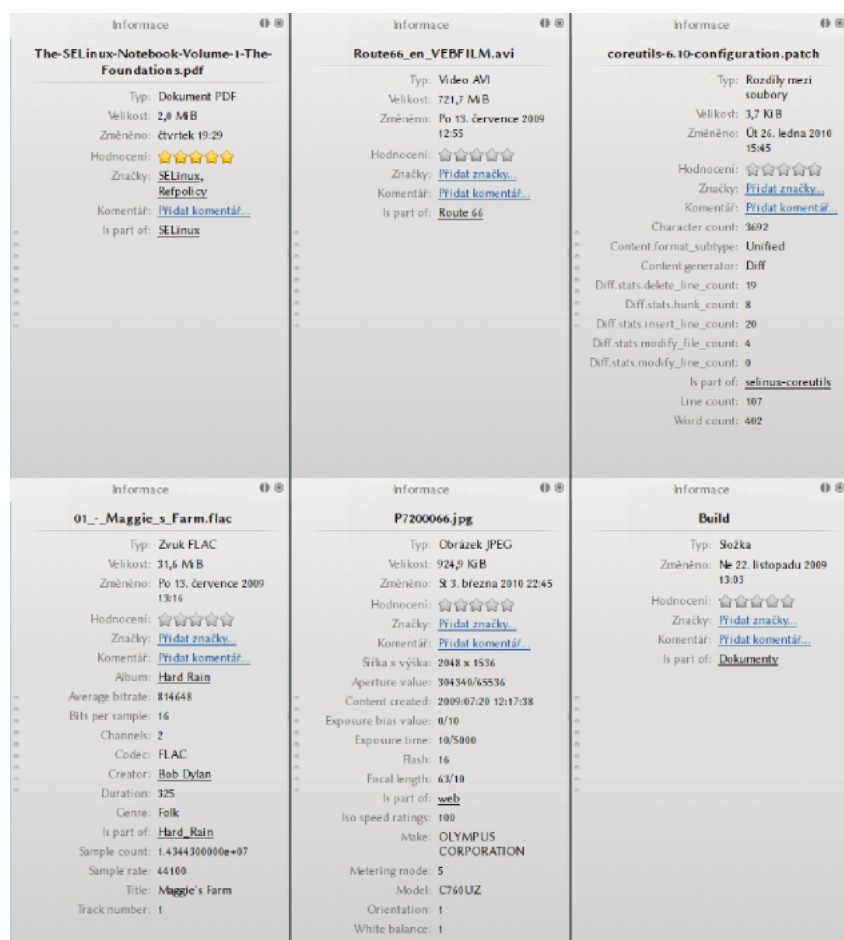 Informace
The-SELinux-Notebook-Volume-1-The-
Foundations.pdf
Typ: Dokument PDF
Velikost: 2,0 MiB
Změněno: čtvrtek 19:29
Hodnocení:
Značky: SELinux,
Refpolicy
Komentář: Přidat komentář...
Is part of: SELinux
Informace
Route66_en_VEBFILM.avi
Typ: Video AVI
Velikost: 721,7 MiB
Změněno: Po 13. července 2009
12:55
Hodnocení:
Značky: Přidat značky...
Komentář: Přidat komentář...
Is part of: Route 66
Informace
coreutils-6.10-configuration.patch
Typ: Rozdíly mezi
soubory
Velikost: 3,7 KiB
Změněno: Út 26. ledna 2010
15:45
Hodnocení:
Značky: Přidat značky...
Komentář: Přidat komentář...
Character count: 3692
Content.format_subtype: Unified
Content.generator: Diff
Diff.stats.delete_line_count: 19
Diff.stats.hunk_count: 8
Diff.stats.insert_line_count: 20
Diff.stats.modify_file_count: 4
Diff.stats.modify_line_count: 0
Is part of: selinux-coreutils
Line count: 107
Word count: 402
Informace
01_-_Maggie_s_Farm.flac
Typ: Zvuk FLAC
Velikost: 31,6 MiB
Změněno: Po 13. července 2009
13:16
Hodnocení:
Značky: Přidat značky...
Komentář: Přidat komentář...
Album: Hard Rain
Average bitrate: 814648
Bits per sample: 16
Channels: 2
Codec: FLAC
Creator: Bob Dylan
Duration: 325
Genre: Folk
Is part of: Hard_Rain
Sample count: 1.4344300000e+07
Sample rate: 44100
Title: Maggie's Farm
Track number: 1
Informace
P7200066.jpg
Typ: Obrázek JPEG
Velikost: 924,9 KiB
Změněno: St 3. března 2010 22:45
Hodnocení:
Značky: Přidat značky...
Komentář: Přidat komentář...
Šířka x výška: 2048 x 1536
Aperture value: 304340/65536
Content created: 2009:07:20 12:17:38
Exposure bias value: 0/10
Exposure time: 10/5000
Flash: 16
Focal length: 63/10
Is part of: web
Iso speed ratings: 100
Make: OLYMPUS
CORPORATION
Metering mode: 5
Model: C760UZ
Orientation: 1
White balance: 1
Informace
Build
Typ: Složka
Změněno: Ne 22. listopadu 2009
13:03
Hodnocení:
Značky: Přidat značky...
Komentář: Přidat komentář...
Is part of: Dokumenty